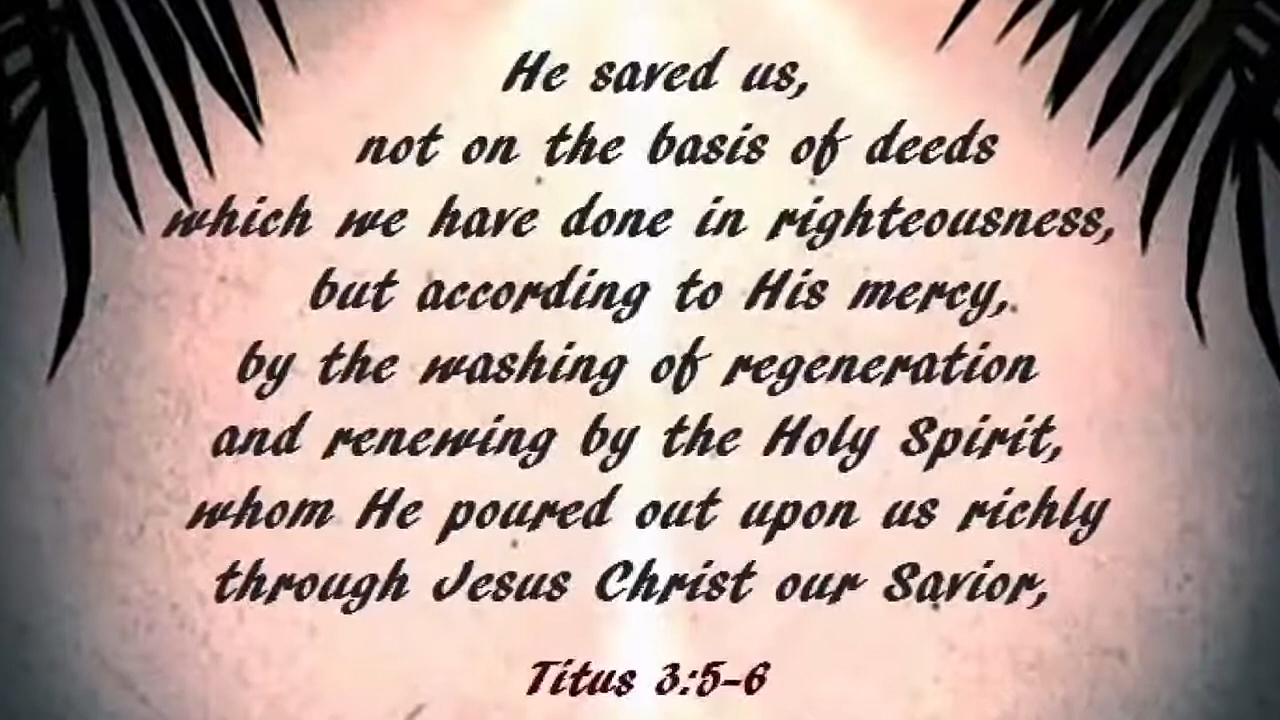 He saved us,
not on the basis of deeds
which we have done in righteousness,
but according to His mercy,
by the washing of regeneration
and renewing by the Holy Spirit,
whom He poured out upon us richly
through Jesus Christ our Savior,
Titus 3:5-6